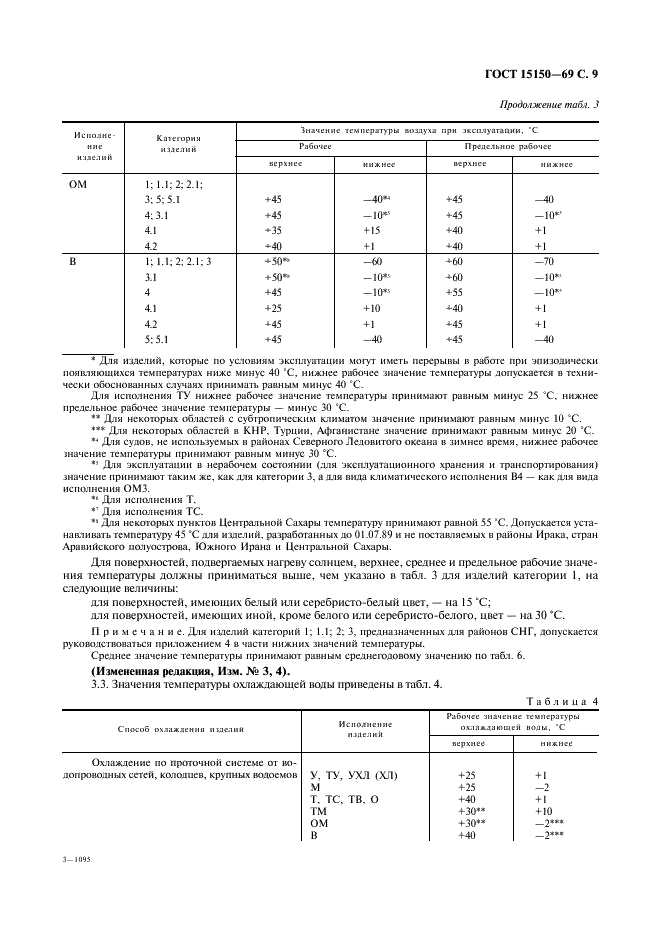 ГОСТ 15150—69 С. 9
Продолжение табл. 3
Исполне-
ние
изделий
Категория
изделий
Значение температуры воздуха при эксплуатации, °С
Рабочее Предельное рабочее
верхнее нижнее верхнее нижнее
ОМ 1; 1.1; 2; 2.1;
3; 5; 5.1 +45 —40*⁴ +45 —40
4; 3.1 +45 —10*⁵ +45 —10*⁵
4.1 +35 +15 +40 +1
4.2 +40 +1 +40 +1
В 1; 1.1; 2; 2.1; 3 +50*⁸ —60 +60 —70
3.1 +50*⁸ —10*⁵ +60 —10*⁵
4 +45 —10*⁵ +55 —10*⁵
4.1 +25 +10 +40 +1
4.2 +45 +1 +45 +1
5; 5.1 +45 —40 +45 —40
* Для изделий, которые по условиям эксплуатации могут иметь перерывы в работе при эпизодически
появляющихся температурах ниже минус 40 °С, нижнее рабочее значение температуры допускается в техни-
чески обоснованных случаях принимать равным минус 40 °С.
Для исполнения ТУ нижнее рабочее значение температуры принимают равным минус 25 °С, нижнее
предельное рабочее значение температуры — минус 30 °С.
** Для некоторых областей с субтропическим климатом значение принимают равным минус 10 °С.
*** Для некоторых областей в КНР, Турции, Афганистане значение принимают равным минус 20 °С.
*⁴ Для судов, не используемых в районах Северного Ледовитого океана в зимнее время, нижнее рабочее
значение температуры принимают равным минус 30 °С.
*⁵ Для эксплуатации в нерабочем состоянии (для эксплуатационного хранения и транспортирования)
значение принимают таким же, как для категории 3, а для вида климатического исполнения В4 — как для вида
исполнения ОМ3.
*⁶ Для исполнения Т.
*⁷ Для исполнения ТС.
*⁸ Для некоторых пунктов Центральной Сахары температуру принимают равной 55 °С. Допускается уста-
навливать температуру 45 °С для изделий, разработанных до 01.07.89 и не поставляемых в районы Ирака, стран
Аравийского полуострова, Южного Ирана и Центральной Сахары.
Для поверхностей, подвергаемых нагреву солнцем, верхнее, среднее и предельное рабочие значе-
ния температуры должны приниматься выше, чем указано в табл. 3 для изделий категории 1, на
следующие величины:
для поверхностей, имеющих белый или серебристо-белый цвет, — на 15 °С;
для поверхностей, имеющих иной, кроме белого или серебристо-белого, цвет — на 30 °С.
Примечание. Для изделий категорий 1; 1.1; 2; 3, предназначенных для районов СНГ, допускается
руководствоваться приложением 4 в части нижних значений температуры.
Среднее значение температуры принимают равным среднегодовому значению по табл. 6.
(Измененная редакция, Изм. № 3, 4).
3.3. Значения температуры охлаждающей воды приведены в табл. 4.
Таблица 4
Способ охлаждения изделий
Исполнение
изделий
Рабочее значение температуры
охлаждающей воды, °С
верхнее нижнее
Охлаждение по проточной системе от во-
допроводных сетей, колодцев, крупных водоемов У, ТУ, УХЛ (ХЛ) +25 +1
М +25 —2
Т, ТС, ТВ, О +40 +1
ТМ +30** +10
ОМ +30** —2***
В +40 —2***
3—1095